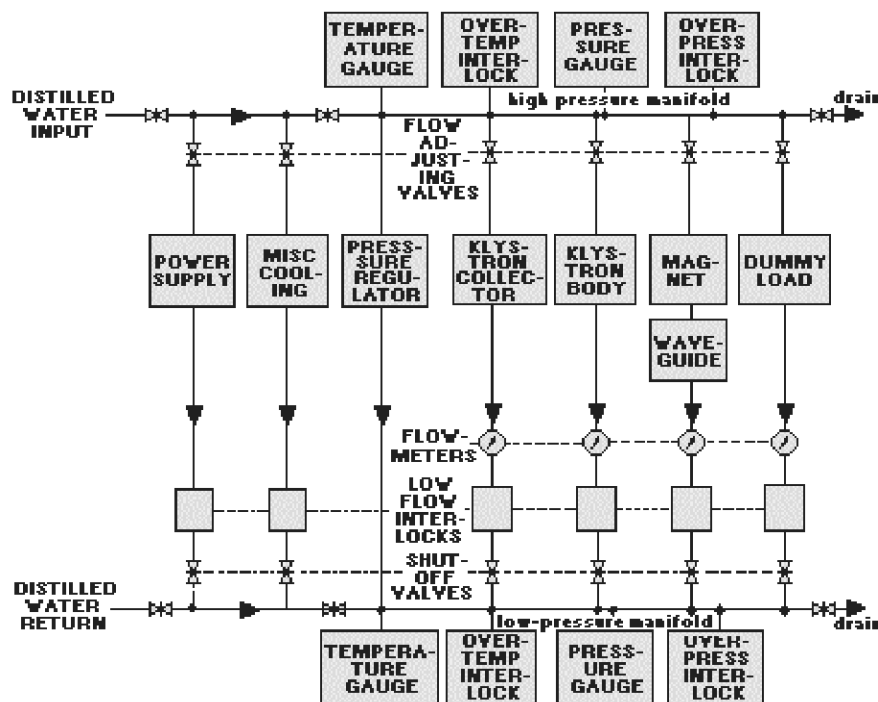 TEMPER-
ATURE
GAUGE
OVER-
TEMP
INTER-
LOCK
PRES-
SURE
GAUGE
OVER-
PRESS
INTER-
LOCK
DISTILLED
WATER
INPUT
high pressure manifold
drain
FLOW
AD-
JUST-
ING
VALVES
POWER
SUPPLY
MISC
COOL-
ING
PRES-
SURE
REGU-
LATOR
KLYS-
TRON
COLLEC-
TOR
KLYS-
TRON
BODY
MAG-
NET
DUMMY
LOAD
WAVE-
GUIDE
FLOW-
METERS
LOW
FLOW
INTER-
LOCKS
SHUT-
OFF
VALVES
DISTILLED
WATER
RETURN
low-pressure manifold
drain
TEMPERA-
TURE
GAUGE
OVER-
TEMP
INTER-
LOCK
PRESS-
URE
GAUGE
OVER-
PRESS
INTER-
LOCK